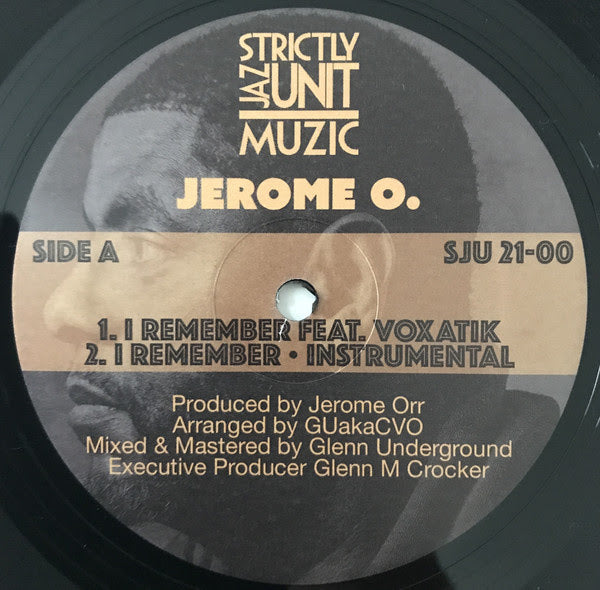 STRICTLY
JAZ UNIT
MUZIC
JEROME O.
SIDE A
SJU 21-00
1. I REMEMBER FEAT. VOXATIK
2. I REMEMBER • INSTRUMENTAL
Produced by Jerome Orr
Arranged by GUakaCVO
Mixed & Mastered by Glenn Underground
Executive Producer Glenn M Crocker